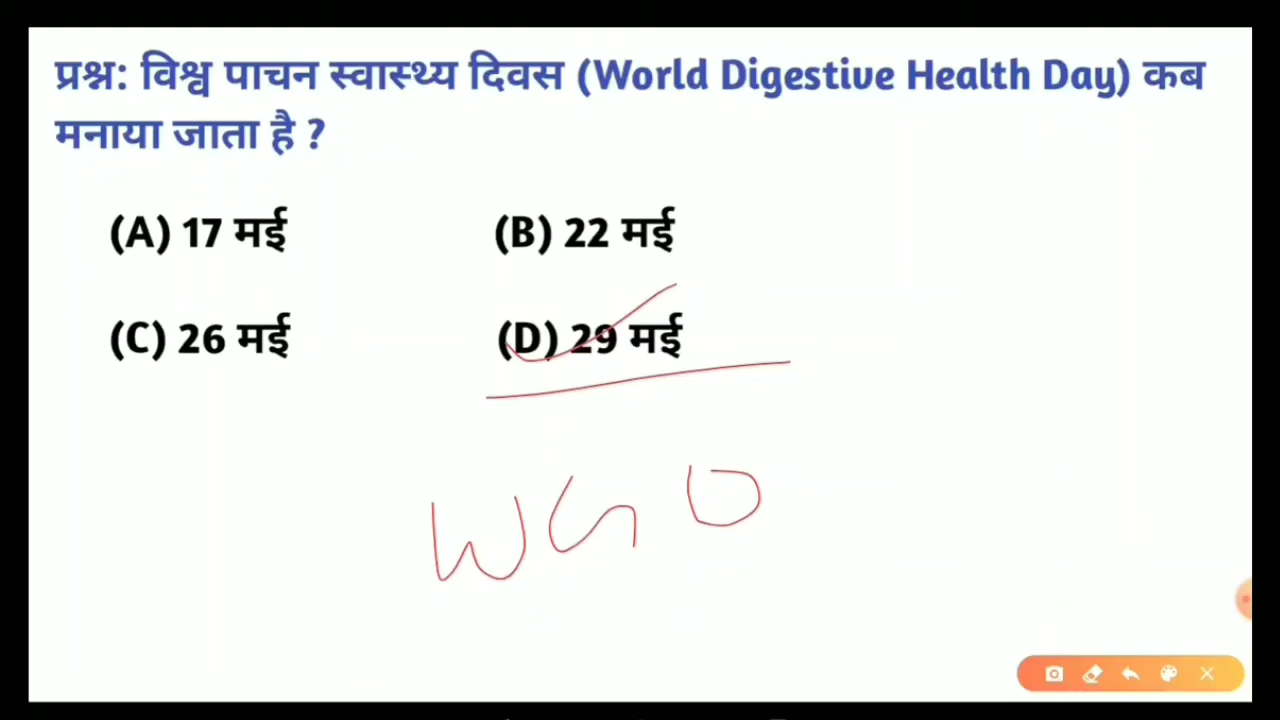 प्रश्न: विश्व पाचन स्वास्थ्य दिवस (World Digestive Health Day) कब
मनाया जाता है ?
(A) 17 मई (B) 22 मई
(C) 26 मई (D) 29 मई
WGO